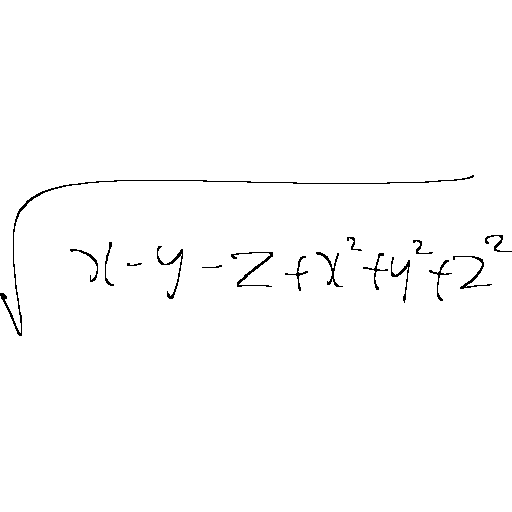 √(x - y - z + x² + y² + z²)